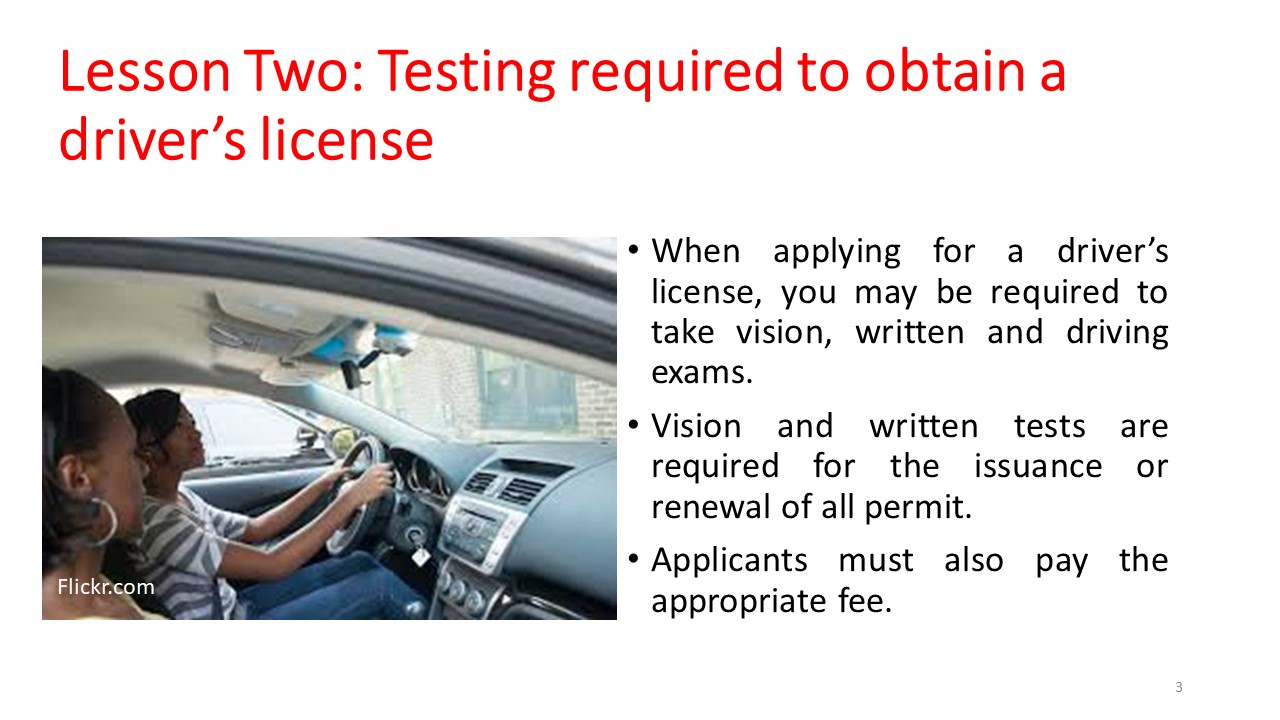 Lesson Two: Testing required to obtain a
driver’s license
• When applying for a driver’s
license, you may be required to
take vision, written and driving
exams.
• Vision and written tests are
required for the issuance or
renewal of all permit.
• Applicants must also pay the
appropriate fee.
Flickr.com
3